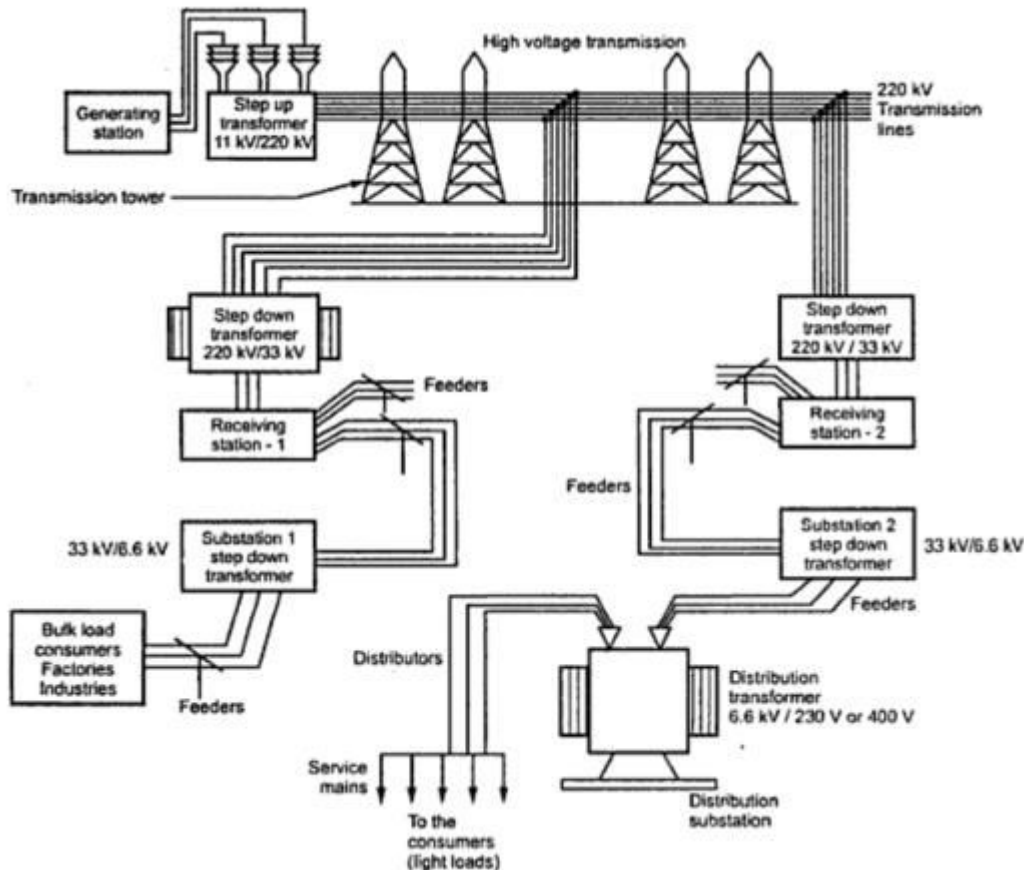 High voltage transmission
Generating
station
Step up
transformer
11 kV/220 kV
220 kV
Transmission
lines
Transmission tower
Step down
transformer
220 kV/33 kV
Step down
transformer
220 kV / 33 kV
Feeders
Receiving
station - 1
Receiving
station - 2
Feeders
33 kV/6.6 kV
Substation 1
step down
transformer
Substation 2
step down
transformer
33 kV/6.6 kV
Feeders
Bulk load
consumers
Factories
Industries
Feeders
Distributors
Distribution
transformer
6.6 kV / 230 V or 400 V
Service
mains
To the
consumers
(light loads)
Distribution
substation